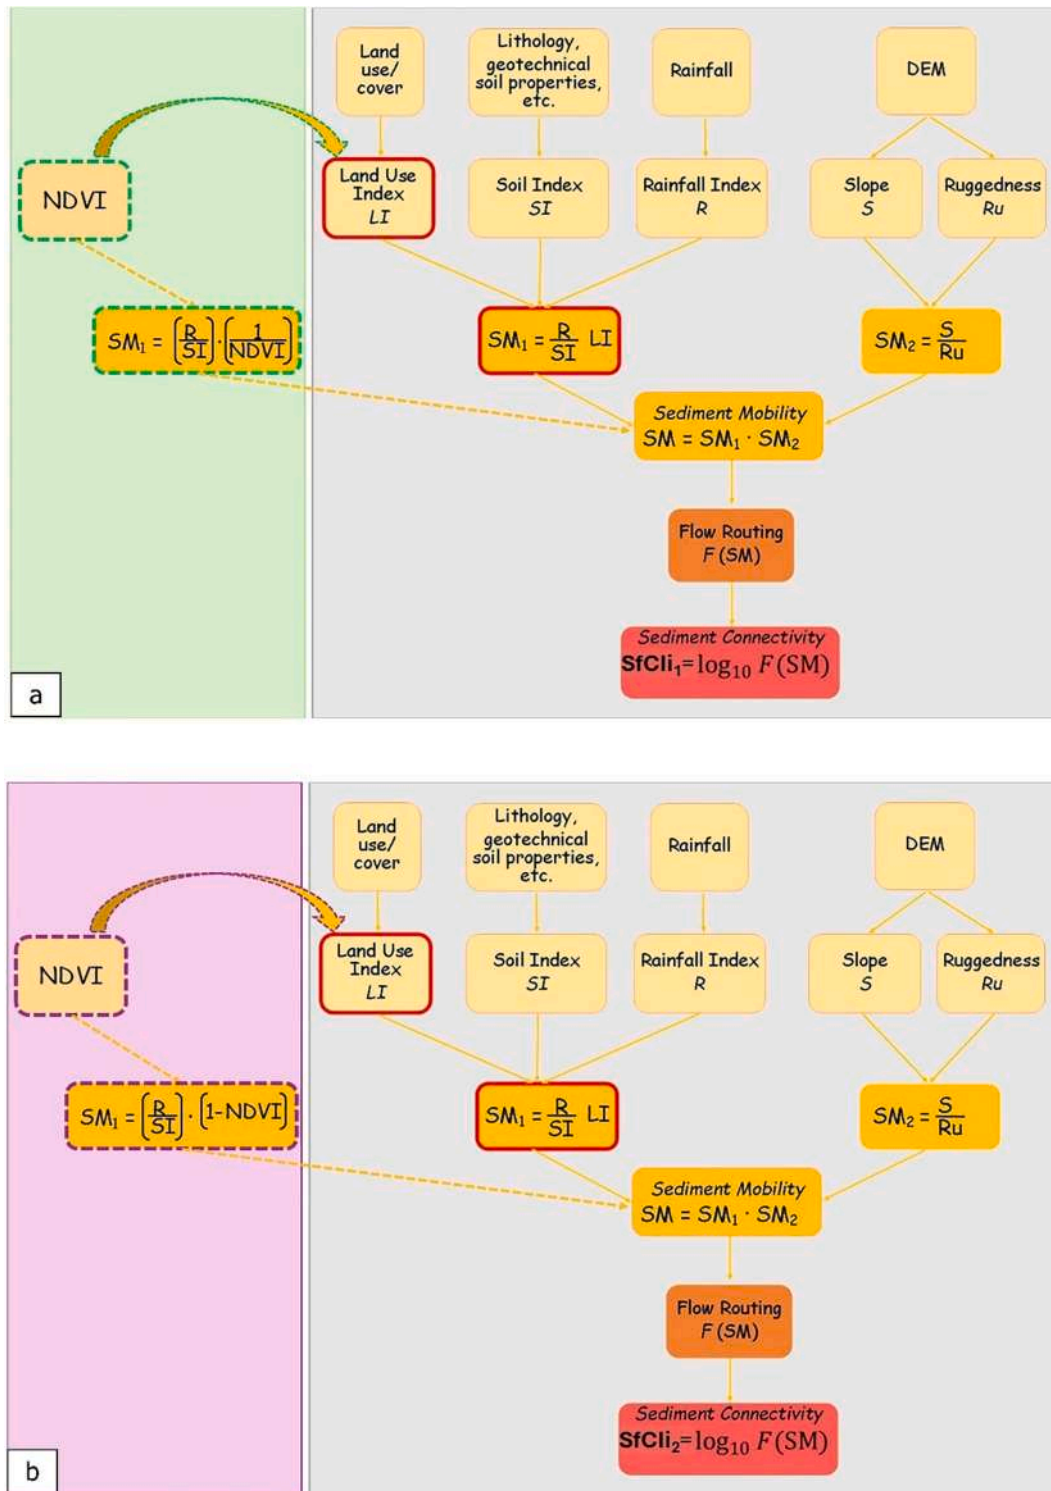 Land
use/
cover
Lithology,
geotechnical
soil properties,
etc.
Rainfall
DEM
NDVI
Land Use
Index
LI
Soil Index
SI
Rainfall Index
R
Slope
S
Ruggedness
Ru
SM₁ = (R/SI)·(1/NDVI)
SM₁ = R/SI LI
SM₂ = S/Ru
Sediment Mobility
SM = SM₁ · SM₂
Flow Routing
F (SM)
Sediment Connectivity
SfCIi₁=log₁₀ F(SM)
a
Land
use/
cover
Lithology,
geotechnical
soil properties,
etc.
Rainfall
DEM
NDVI
Land Use
Index
LI
Soil Index
SI
Rainfall Index
R
Slope
S
Ruggedness
Ru
SM₁ = (R/SI) · (1-NDVI)
SM₁ = R/SI LI
SM₂ = S/Ru
Sediment Mobility
SM = SM₁ · SM₂
Flow Routing
F (SM)
Sediment Connectivity
SfCIi₂=log₁₀ F(SM)
b